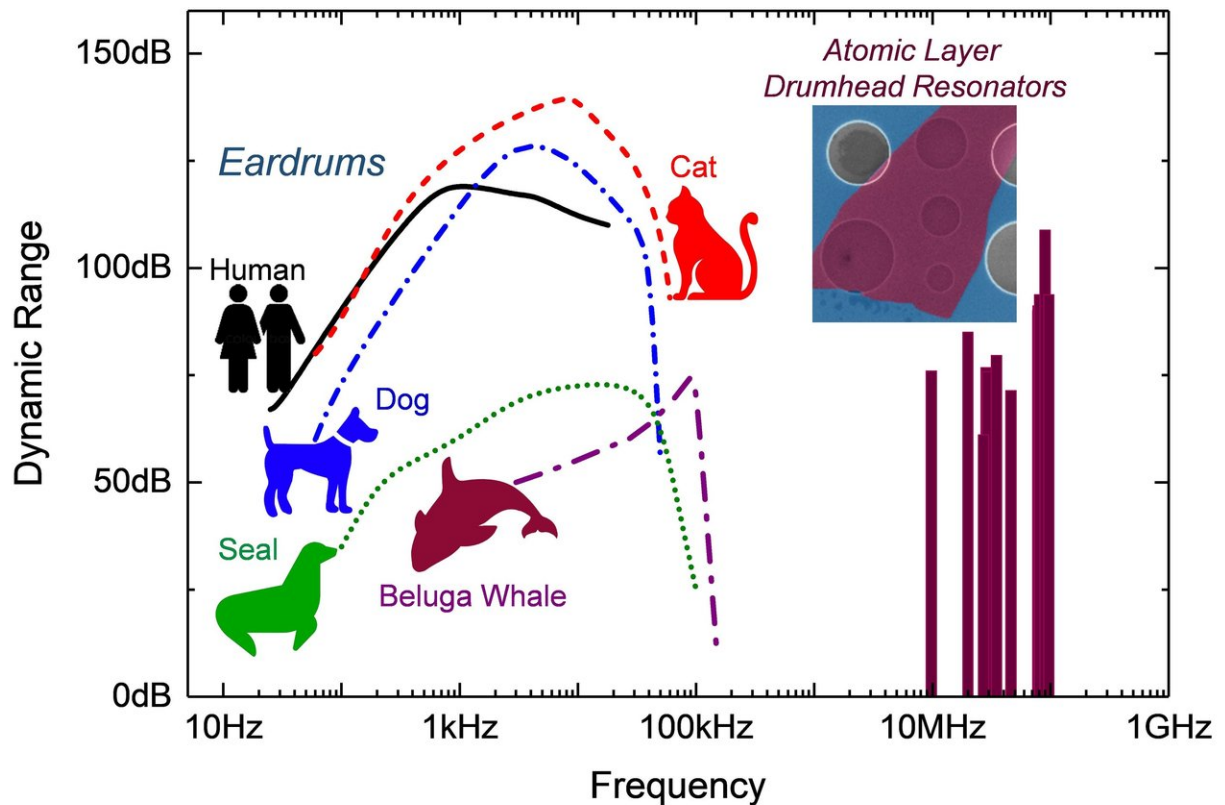 150dB
100dB
50dB
0dB
Dynamic Range
Eardrums
Human
Dog
Seal
Beluga Whale
Cat
Atomic Layer
Drumhead Resonators
10Hz
1kHz
100kHz
10MHz
1GHz
Frequency